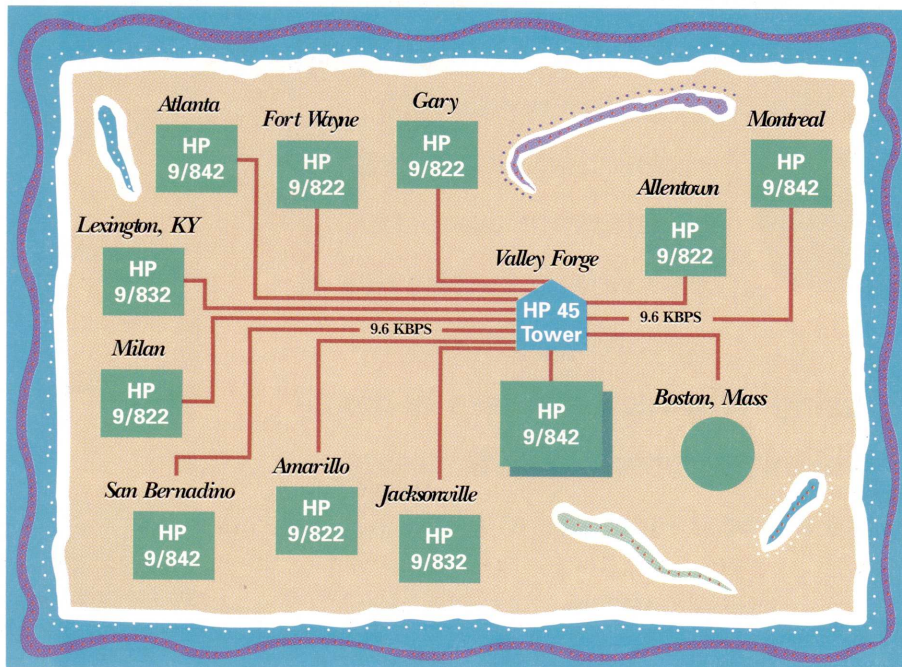 Atlanta
HP
9/842
Fort Wayne
HP
9/822
Gary
HP
9/822
Montreal
HP
9/842
Allentown
HP
9/822
Lexington, KY
HP
9/832
Valley Forge
HP 45
Tower
9.6 KBPS
9.6 KBPS
Milan
HP
9/822
HP
9/842
Boston, Mass
San Bernadino
HP
9/842
Amarillo
HP
9/822
Jacksonville
HP
9/832